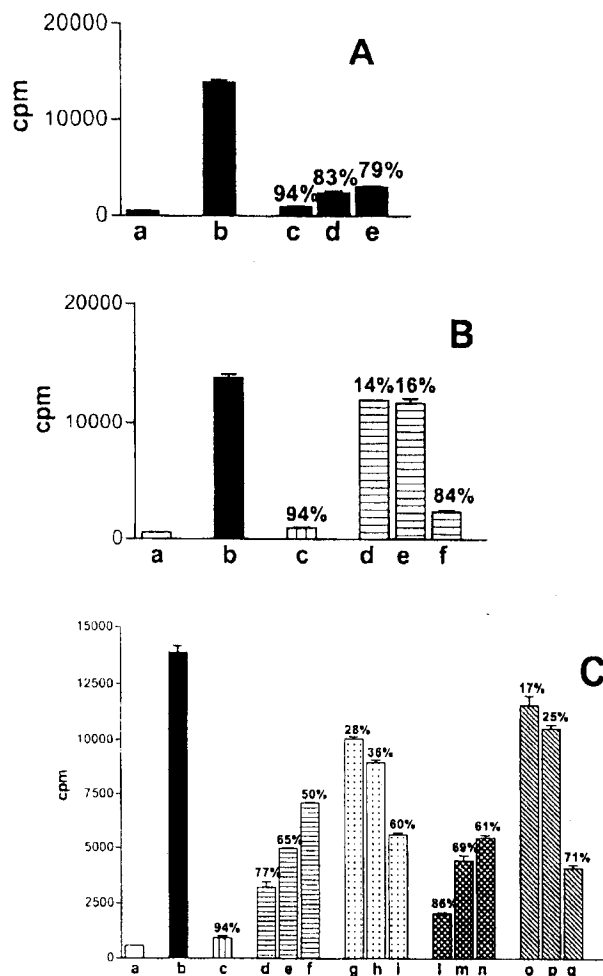 20000
A
cpm
10000
94% 83% 79%
0
a b c d e
20000
B
cpm
10000
14% 16%
94%
84%
0
a b c d e f
15000
C
12500
17%
28%
25%
10000
36%
cpm
7500
50%
60%
61%
65%
69%
71%
5000
77%
86%
2500
94%
0
a b c d e f g h i l m n o p q